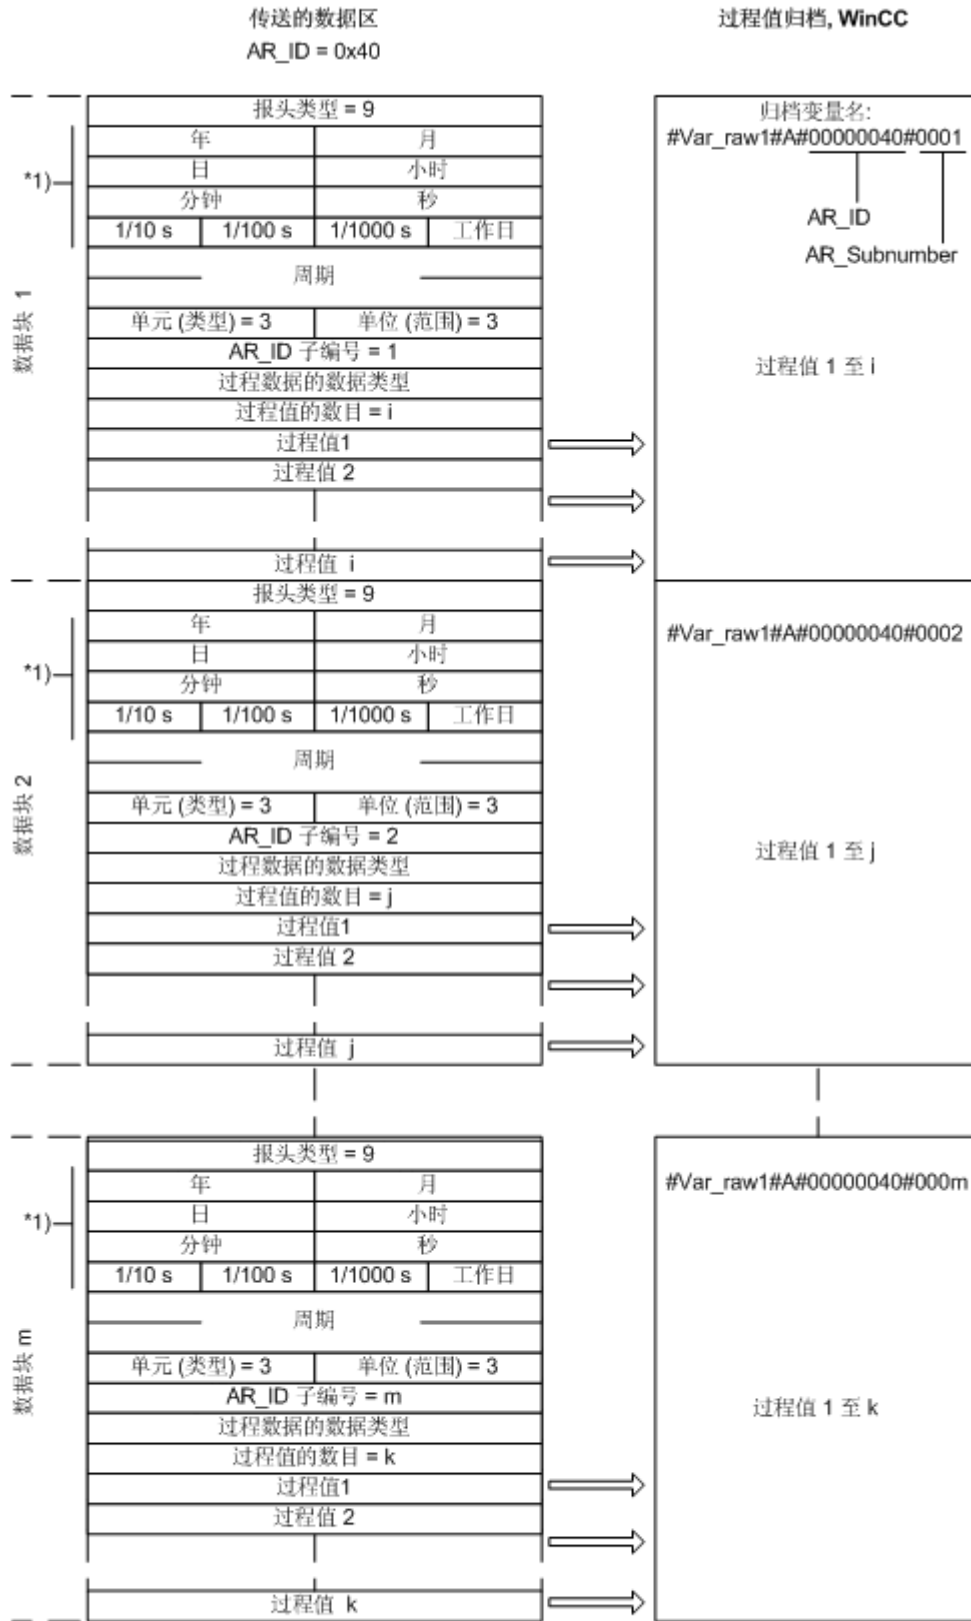 传送的数据区
过程值归档, WinCC
AR_ID = 0x40
数据块 1
*1)
报头类型 = 9
年 月
日 小时
分钟 秒
1/10 s 1/100 s 1/1000 s 工作日
周期
单元 (类型) = 3 单位 (范围) = 3
AR_ID 子编号 = 1
过程数据的数据类型
过程值的数目 = i
过程值1
过程值 2
过程值 i
归档变量名:
#Var_raw1#A#00000040#0001
AR_ID
AR_Subnumber
过程值 1 至 i
数据块 2
*1)
报头类型 = 9
年 月
日 小时
分钟 秒
1/10 s 1/100 s 1/1000 s 工作日
周期
单元 (类型) = 3 单位 (范围) = 3
AR_ID 子编号 = 2
过程数据的数据类型
过程值的数目 = j
过程值1
过程值 2
过程值 j
#Var_raw1#A#00000040#0002
过程值 1 至 j
数据块 m
*1)
报头类型 = 9
年 月
日 小时
分钟 秒
1/10 s 1/100 s 1/1000 s 工作日
周期
单元 (类型) = 3 单位 (范围) = 3
AR_ID 子编号 = m
过程数据的数据类型
过程值的数目 = k
过程值1
过程值 2
过程值 k
#Var_raw1#A#00000040#000m
过程值 1 至 k